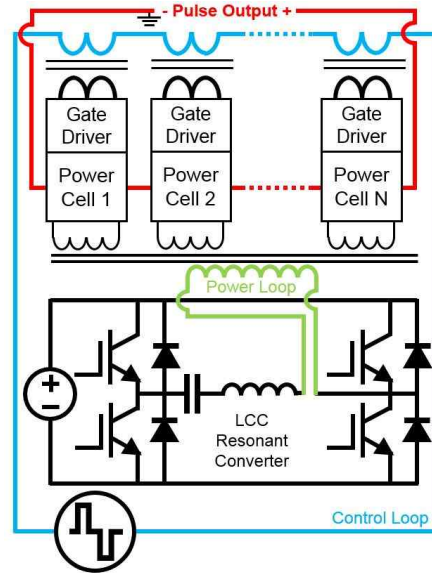 - Pulse Output +
Gate
Driver
Gate
Driver
Gate
Driver
Power
Cell 1
Power
Cell 2
Power
Cell N
Power Loop
+
−
LCC
Resonant
Converter
Control Loop